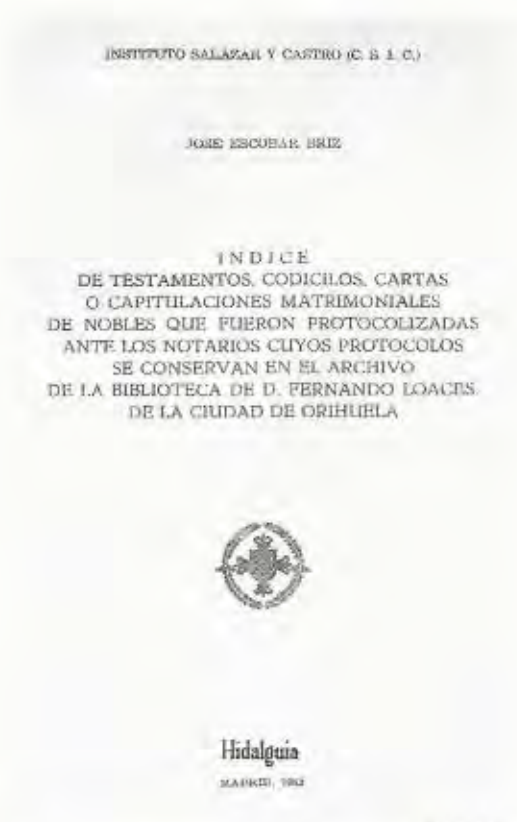 INSTITUTO SALAZAR Y CASTRO (C. S. I. C.)
JOSE ESCOBAR BRIZ
INDICE
DE TESTAMENTOS, CODICILOS, CARTAS
O CAPITULACIONES MATRIMONIALES
DE NOBLES QUE FUERON PROTOCOLIZADAS
ANTE LOS NOTARIOS CUYOS PROTOCOLOS
SE CONSERVAN EN EL ARCHIVO
DE LA BIBLIOTECA DE D. FERNANDO LOACES
DE LA CIUDAD DE ORIHUELA
Hidalguia
MADRID,